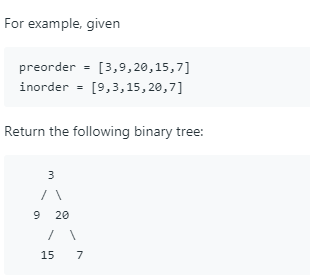 For example, given
preorder = [3,9,20,15,7]
inorder = [9,3,15,20,7]
Return the following binary tree:
3
/ \
9 20
/ \
15 7